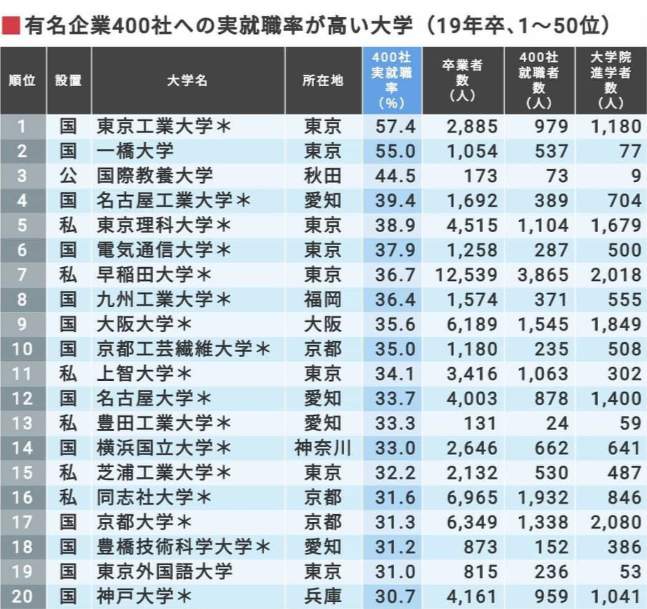 ■有名企業400社への実就職率が高い大学（19年卒、1〜50位）
順位 設置 大学名 所在地 400社実就職率（%） 卒業者数（人） 400社就職者数（人） 大学院進学者数（人）
1 国 東京工業大学＊ 東京 57.4 2,885 979 1,180
2 国 一橋大学 東京 55.0 1,054 537 77
3 公 国際教養大学 秋田 44.5 173 73 9
4 国 名古屋工業大学＊ 愛知 39.4 1,692 389 704
5 私 東京理科大学＊ 東京 38.9 4,515 1,104 1,679
6 国 電気通信大学＊ 東京 37.9 1,258 287 500
7 私 早稲田大学＊ 東京 36.7 12,539 3,865 2,018
8 国 九州工業大学＊ 福岡 36.4 1,574 371 555
9 国 大阪大学＊ 大阪 35.6 6,189 1,545 1,849
10 国 京都工芸繊維大学＊ 京都 35.0 1,180 235 508
11 私 上智大学＊ 東京 34.1 3,416 1,063 302
12 国 名古屋大学＊ 愛知 33.7 4,003 878 1,400
13 私 豊田工業大学＊ 愛知 33.3 131 24 59
14 国 横浜国立大学＊ 神奈川 33.0 2,646 662 641
15 私 芝浦工業大学＊ 東京 32.2 2,132 530 487
16 私 同志社大学＊ 京都 31.6 6,965 1,932 846
17 国 京都大学＊ 京都 31.3 6,349 1,338 2,080
18 国 豊橋技術科学大学＊ 愛知 31.2 873 152 386
19 国 東京外国語大学 東京 31.0 815 236 53
20 国 神戸大学＊ 兵庫 30.7 4,161 959 1,041